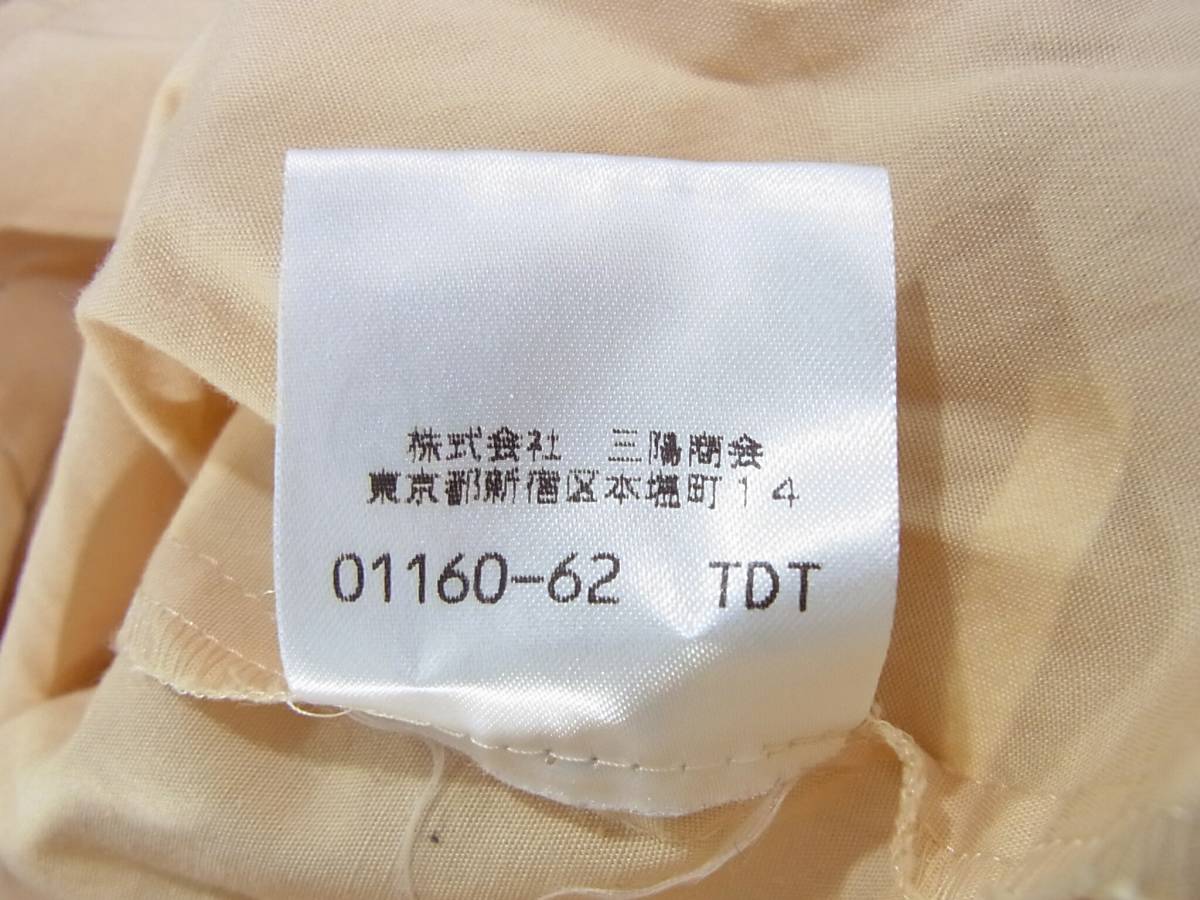 株式会社　三陽商会
東京都新宿区本塩町１４
01160-62 TDT